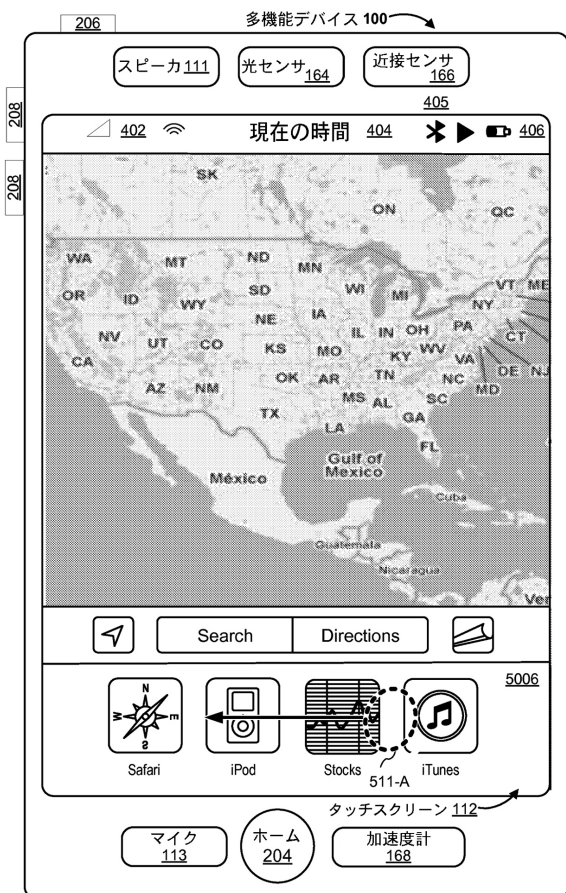 多機能デバイス 100
206
スピーカ 111
光センサ 164
近接センサ 166
208
208
402
現在の時間 404
405
406
SK
ON
QC
WA
MT
ND
MN
OR
ID
WY
SD
WI
MI
VT
ME
NY
NE
IA
NV
UT
CO
IL
IN
OH
PA
CT
KS
MO
KY
WV
VA
CA
DE
NJ
OK
AR
TN
NC
MD
AZ
NM
MS
AL
SC
GA
TX
LA
FL
Gulf of
Mexico
México
Cuba
Guatemala
Nicaragua
Ver
Search
Directions
5006
N
W
E
S
Safari
iPod
Stocks
iTunes
511-A
タッチスクリーン 112
マイク
113
ホーム
204
加速度計
168